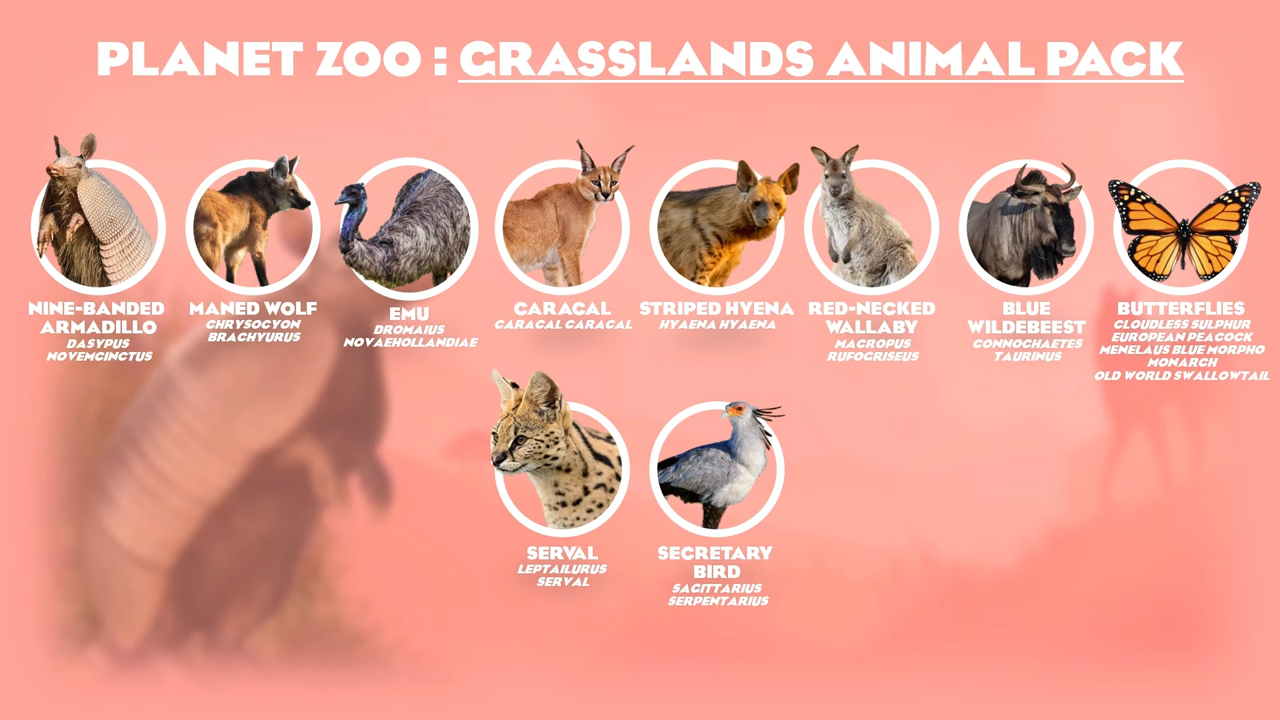 PLANET ZOO : GRASSLANDS ANIMAL PACK
NINE-BANDED
ARMADILLO
DASYPUS
NOVEMCINCTUS
MANED WOLF
CHRYSOCYON
BRACHYURUS
EMU
DROMAIUS
NOVAEHOLLANDIAE
CARACAL
CARACAL CARACAL
STRIPED HYENA
HYAENA HYAENA
RED-NECKED
WALLABY
MACROPUS
RUFOGRISEUS
BLUE
WILDEBEEST
CONNOCHAETES
TAURINUS
BUTTERFLIES
CLOUDLESS SULPHUR
EUROPEAN PEACOCK
MENELAUS BLUE MORPHO
MONARCH
OLD WORLD SWALLOWTAIL
SERVAL
LEPTAILURUS
SERVAL
SECRETARY
BIRD
SAGITTARIUS
SERPENTARIUS